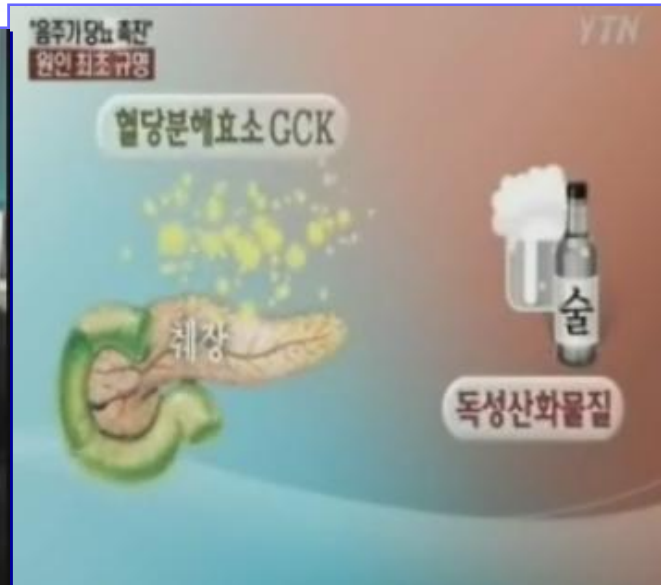 "음주가 당뇨 촉진"
원인 최초 규명
YTN
혈당분해효소 GCK
췌장
술
독성산화물질